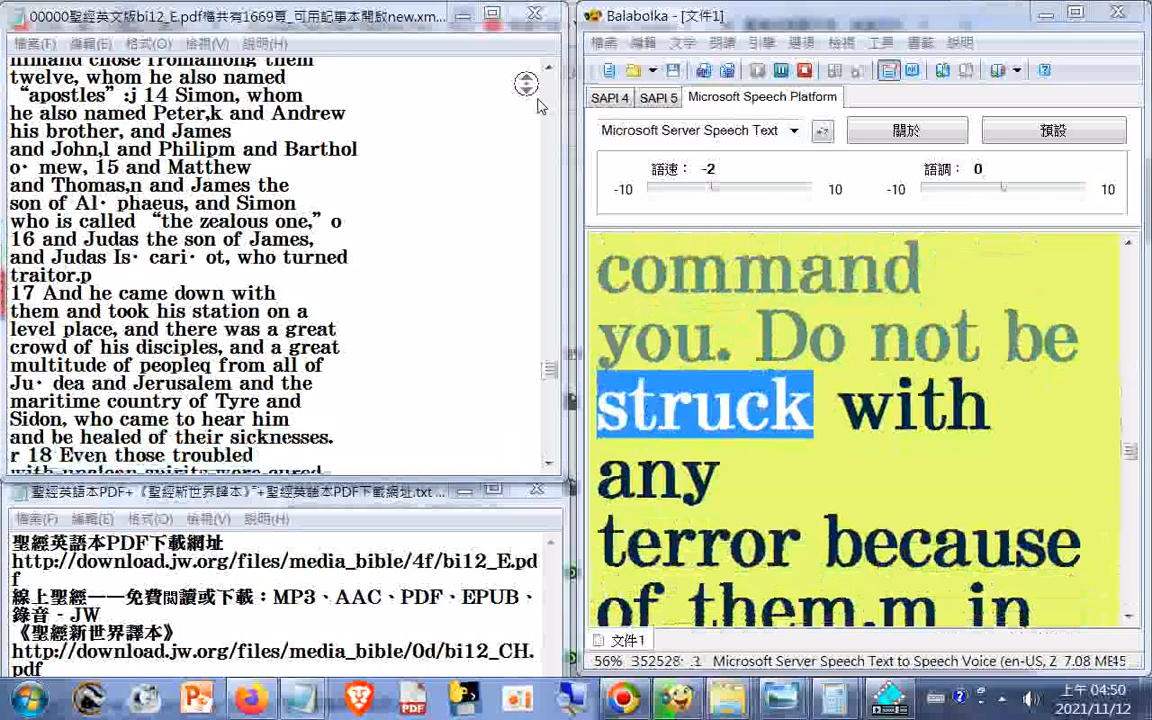 00000聖經英文版bi12_E.pdf檔共有1669頁_可用記事本開啟new.xm...
檔案(F) 編輯(E) 格式(O) 檢視(V) 說明(H)
himand chose fromamong them
twelve, whom he also named
“apostles”:j 14 Simon, whom
he also named Peter,k and Andrew
his brother, and James
and John,l and Philipm and Barthol
o· mew, 15 and Matthew
and Thomas,n and James the
son of Al· phaeus, and Simon
who is called “the zealous one,”o
16 and Judas the son of James,
and Judas Is· cari· ot, who turned
traitor.p
17 And he came down with
them and took his station on a
level place, and there was a great
crowd of his disciples, and a great
multitude of peopleq from all of
Ju· dea and Jerusalem and the
maritime country of Tyre and
Sidon, who came to hear him
and be healed of their sicknesses.
r 18 Even those troubled
with unclean spirits were cured
聖經英語本PDF+《聖經新世界譯本》"+聖經英語本PDF下載網址.txt ...
檔案(F) 編輯(E) 格式(O) 檢視(V) 說明(H)
聖經英語本PDF下載網址
http://download.jw.org/files/media_bible/4f/bi12_E.pd
f
線上聖經——免費閱讀或下載：MP3、AAC、PDF、EPUB、
錄音 - JW
《聖經新世界譯本》
http://download.jw.org/files/media_bible/0d/bi12_CH.
pdf
Balabolka - [文件1]
檔案 編輯 文字 朗讀 引擎 選項 檢視 工具 書籤 說明
SAPI 4 SAPI 5 Microsoft Speech Platform
Microsoft Server Speech Text 關於 預設
語速： -2 語調： 0
-10 10 -10 10
command
you. Do not be
struck with
any
terror because
of them.m in
文件1
56% 352528: Microsoft Server Speech Text to Speech Voice (en-US, Z 7.08 ME45
上午 04:50
2021/11/12